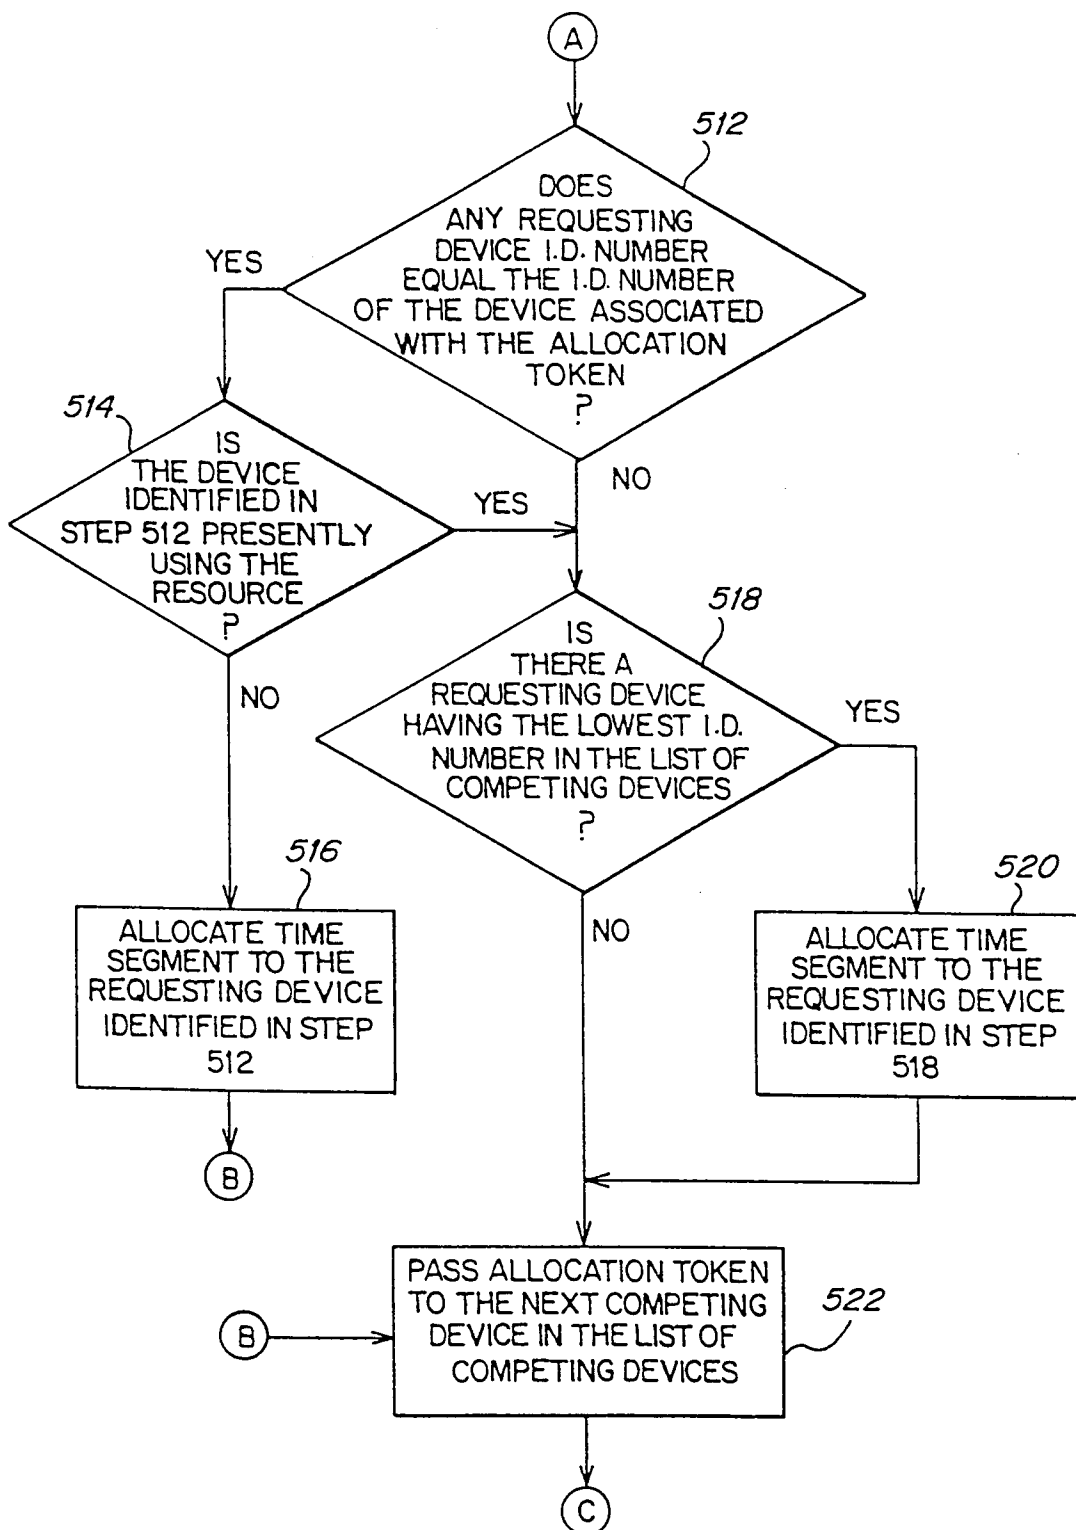 A
512
DOES
ANY REQUESTING
DEVICE I.D. NUMBER
EQUAL THE I.D. NUMBER
OF THE DEVICE ASSOCIATED
WITH THE ALLOCATION
TOKEN
?
YES
NO
514
IS
THE DEVICE
IDENTIFIED IN
STEP 512 PRESENTLY
USING THE
RESOURCE
?
YES
NO
518
IS
THERE A
REQUESTING DEVICE
HAVING THE LOWEST I.D.
NUMBER IN THE LIST OF
COMPETING DEVICES
?
YES
NO
516
ALLOCATE TIME
SEGMENT TO THE
REQUESTING DEVICE
IDENTIFIED IN STEP
512
B
520
ALLOCATE TIME
SEGMENT TO THE
REQUESTING DEVICE
IDENTIFIED IN STEP
518
B
PASS ALLOCATION TOKEN
TO THE NEXT COMPETING
DEVICE IN THE LIST OF
COMPETING DEVICES
522
C